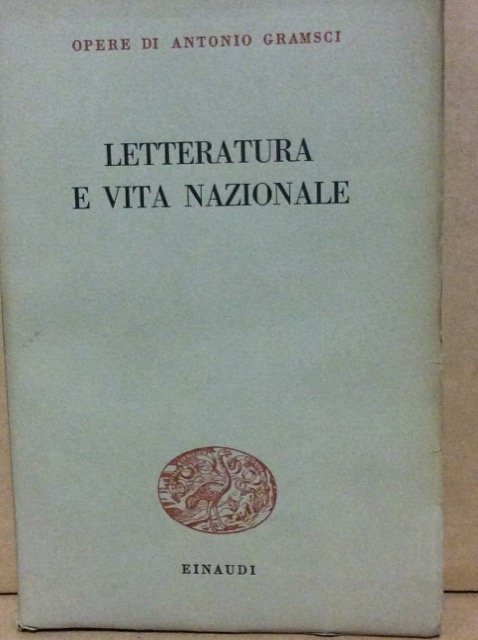 OPERE DI ANTONIO GRAMSCI
LETTERATURA
E VITA NAZIONALE
EINAUDI